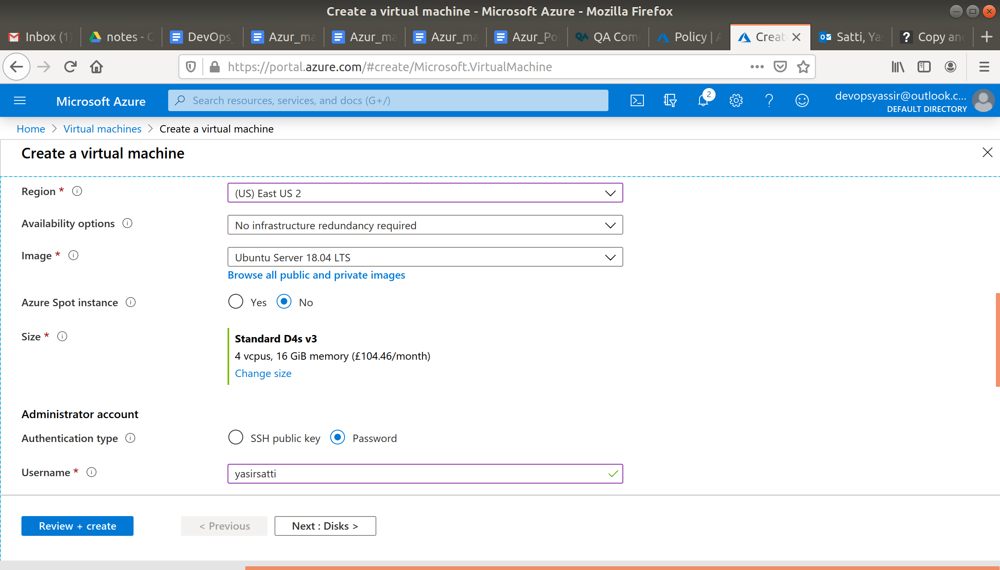 Create a virtual machine - Microsoft Azure - Mozilla Firefox
Inbox (1)
notes - G
DevOps_
Azur_ma
Azur_ma
Azur_ma
Azur_Po
QA Com
Policy | A
Creat
Satti, Yas
Copy and
https://portal.azure.com/#create/Microsoft.VirtualMachine
Microsoft Azure
Search resources, services, and docs (G+/)
2
devopsyassir@outlook.c...
DEFAULT DIRECTORY
Home > Virtual machines > Create a virtual machine
Create a virtual machine
Region *
(US) East US 2
Availability options
No infrastructure redundancy required
Image *
Ubuntu Server 18.04 LTS
Browse all public and private images
Azure Spot instance
Yes No
Size *
Standard D4s v3
4 vcpus, 16 GiB memory (£104.46/month)
Change size
Administrator account
Authentication type
SSH public key Password
Username *
yasirsatti
Review + create
< Previous
Next : Disks >